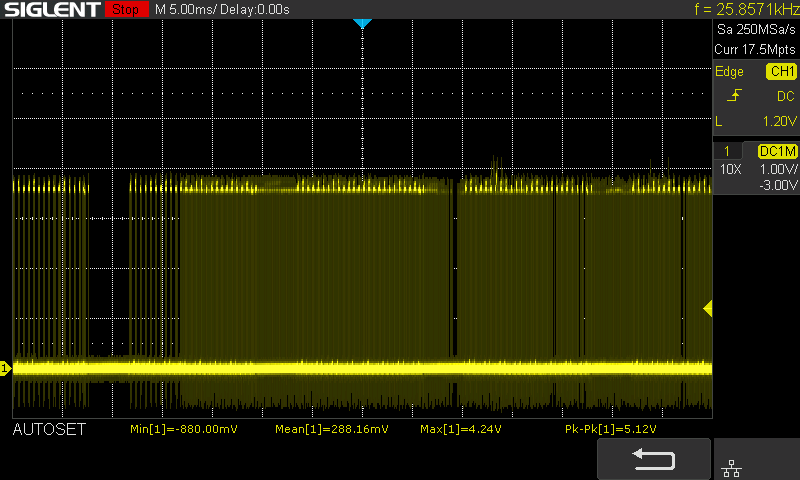 SIGLENT Stop M 5.00ms/ Delay:0.00s f = 25.8571kHz
Sa 250MSa/s
Curr 17.5Mpts
Edge CH1
DC
L 1.20V
1 DC1M
10X 1.00V/
-3.00V
1
AUTOSET Min[1]=-880.00mV Mean[1]=288.16mV Max[1]=4.24V Pk-Pk[1]=5.12V